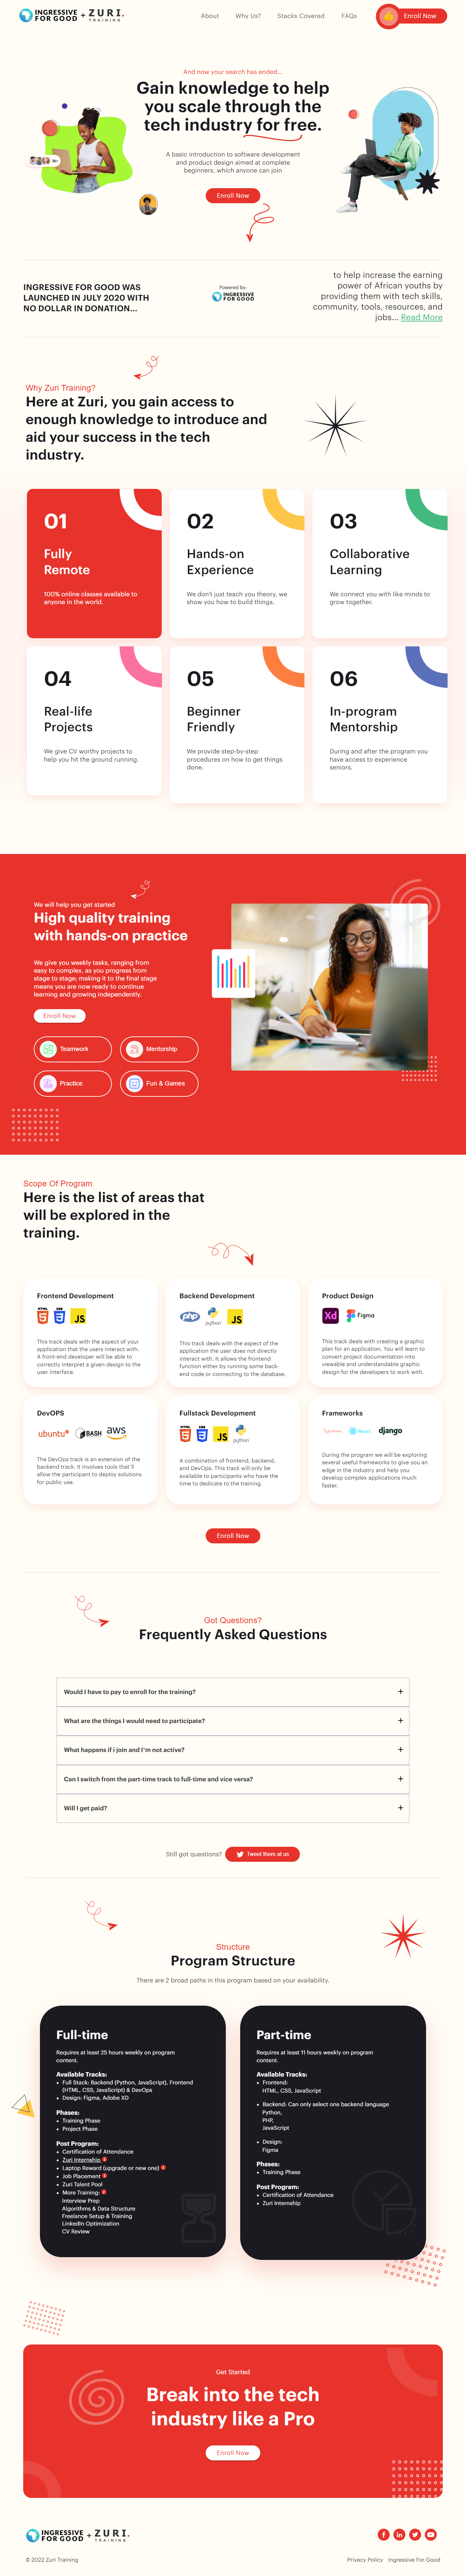 INGRESSIVE FOR GOOD + ZURI. TRAINING
About Why Us? Stacks Covered FAQs Enroll Now
And now your search has ended...
Gain knowledge to help
you scale through the
tech industry for free.
A basic introduction to software development
and product design aimed at complete
beginners, which anyone can join
Enroll Now
INGRESSIVE FOR GOOD WAS
LAUNCHED IN JULY 2020 WITH
NO DOLLAR IN DONATION...
Powered by:
INGRESSIVE
FOR GOOD
to help increase the earning
power of African youths by
providing them with tech skills,
community, tools, resources, and
jobs... Read More
Why Zuri Training?
Here at Zuri, you gain access to
enough knowledge to introduce and
aid your success in the tech
industry.
01
Fully
Remote
100% online classes available to
anyone in the world.
02
Hands-on
Experience
We don't just teach you theory, we
show you how to build things.
03
Collaborative
Learning
We connect you with like minds to
grow together.
04
Real-life
Projects
We give CV worthy projects to
help you hit the ground running.
05
Beginner
Friendly
We provide step-by-step
procedures on how to get things
done.
06
In-program
Mentorship
During and after the program you
have access to experience
seniors.
We will help you get started
High quality training
with hands-on practice
We give you weekly tasks, ranging from
easy to complex, as you progress from
stage to stage; making it to the final stage
means you are now ready to continue
learning and growing independently.
Enroll Now
Teamwork
Mentorship
Practice
Fun & Games
Scope Of Program
Here is the list of areas that
will be explored in the
training.
Frontend Development
HTML CSS JS
This track deals with the aspect of your
application that the users interact with.
A front-end developer will be able to
correctly interpret a given design to the
user interface.
Backend Development
php python JS
This track deals with the aspect of the
application the user does not directly
interact with. It allows the frontend
function either by running some back-
end code or connecting to the database.
Product Design
Xd Figma
This track deals with creating a graphic
plan for an application. You will learn to
convert project documentation into
viewable and understandable graphic
design for the developers to work with.
DevOPS
ubuntu BASH aws
The DevOps track is an extension of the
backend track. It involves tools that'll
allow the participant to deploy solutions
for public use.
Fullstack Development
HTML CSS JS python
A combination of frontend, backend,
and DevOps. This track will only be
available to participants who have the
time to dedicate to the training.
Frameworks
React django
During the program we will be exploring
several useful frameworks to give you an
edge in the industry and help you
develop complex applications much
faster.
Enroll Now
Got Questions?
Frequently Asked Questions
Would I have to pay to enroll for the training? +
What are the things I would need to participate? +
What happens if i join and I'm not active? +
Can I switch from the part-time track to full-time and vice versa? +
Will I get paid? +
Still got questions? Tweet them at us
Structure
Program Structure
There are 2 broad paths in this program based on your availability.
Full-time
Requires at least 25 hours weekly on program
content.
Available Tracks:
• Full Stack: Backend (Python, JavaScript), Frontend
(HTML, CSS, JavaScript) & DevOps
• Design: Figma, Adobe XD
Phases:
• Training Phase
• Project Phase
Post Program:
• Certification of Attendance
• Zuri Internship
• Laptop Reward (upgrade or new one)
• Job Placement
• Zuri Talent Pool
• More Training:
Interview Prep
Algorithms & Data Structure
Freelance Setup & Training
LinkedIn Optimization
CV Review
Part-time
Requires at least 11 hours weekly on program
content.
Available Tracks:
• Frontend:
HTML, CSS, JavaScript
• Backend: Can only select one backend language
Python,
PHP,
JavaScript
• Design:
Figma
Phases:
• Training Phase
Post Program:
• Certification of Attendance
• Zuri Internship
Get Started
Break into the tech
industry like a Pro
Enroll Now
INGRESSIVE FOR GOOD + ZURI. TRAINING
© 2022 Zuri Training
Privacy Policy Ingressive For Good